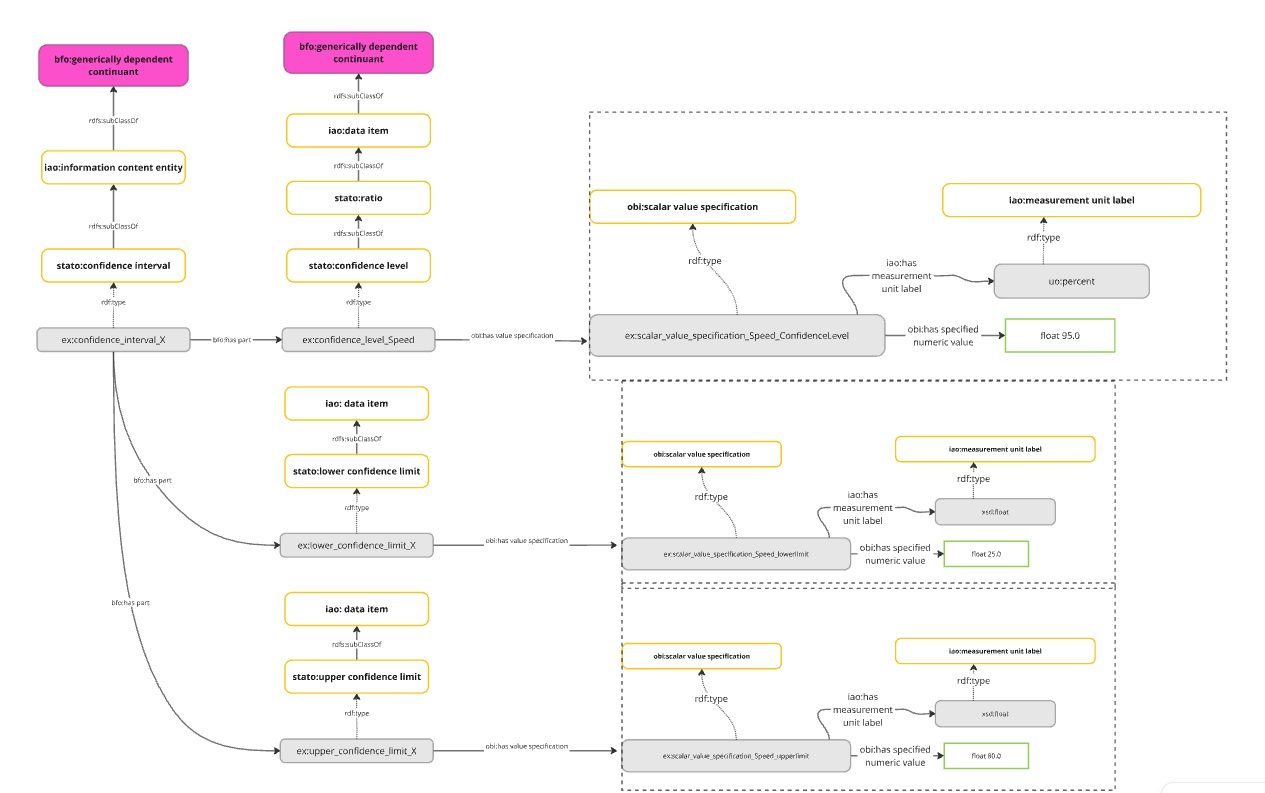 bfo:generically dependent
continuant
rdfs:subClassOf
iao:information content entity
rdfs:subClassOf
stato:confidence interval
rdf:type
ex:confidence_interval_X
bfo:has part
bfo:generically dependent
continuant
rdfs:subClassOf
iao:data item
rdfs:subClassOf
stato:ratio
rdfs:subClassOf
stato:confidence level
rdf:type
ex:confidence_level_Speed
obi:has value specification
obi:scalar value specification
rdf:type
ex:scalar_value_specification_Speed_ConfidenceLevel
iao:has
measurement
unit label
iao:measurement unit label
rdf:type
uo:percent
obi:has specified
numeric value
float 95.0
bfo:has part
iao: data item
rdfs:subClassOf
stato:lower confidence limit
rdf:type
ex:lower_confidence_limit_X
obi:has value specification
obi:scalar value specification
rdf:type
ex:scalar_value_specification_Speed_lowerlimit
iao:has
measurement
unit label
iao:measurement unit label
rdf:type
xsd:float
obi:has specified
numeric value
float 25.0
bfo:has part
iao: data item
rdfs:subClassOf
stato:upper confidence limit
rdf:type
ex:upper_confidence_limit_X
obi:has value specification
obi:scalar value specification
rdf:type
ex:scalar_value_specification_Speed_upperlimit
iao:has
measurement
unit label
iao:measurement unit label
rdf:type
xsd:float
obi:has specified
numeric value
float